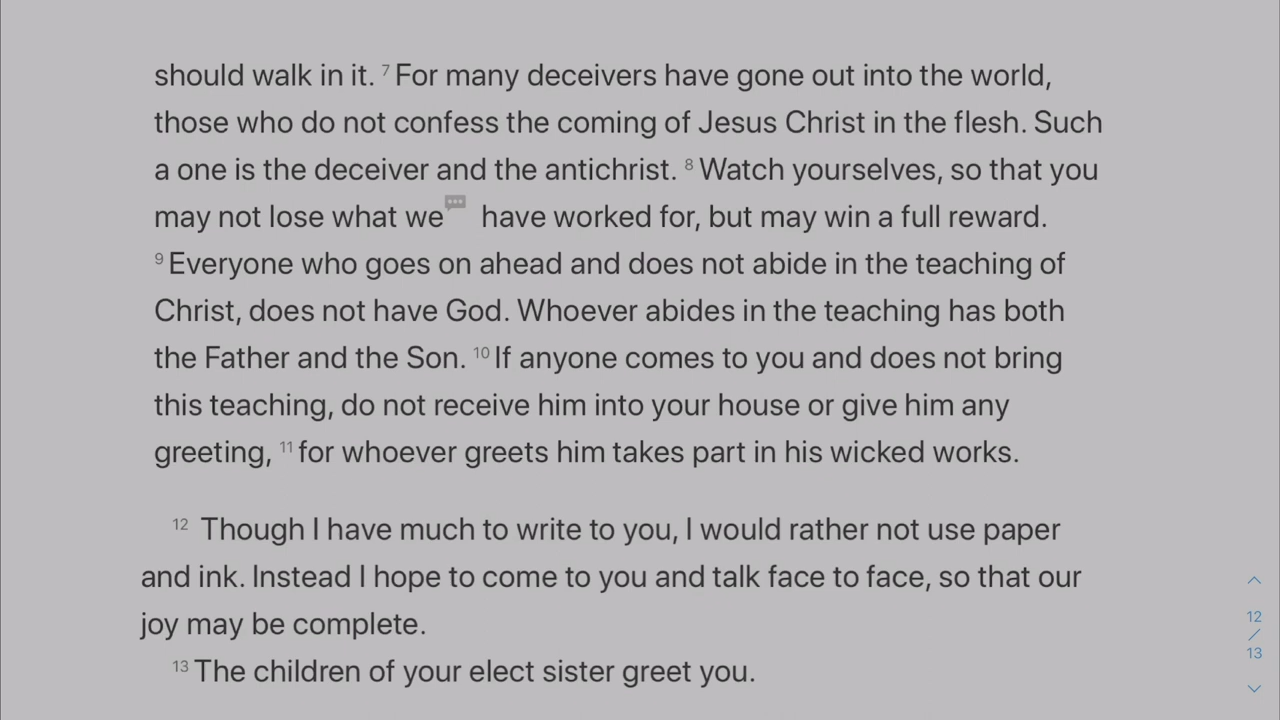 should walk in it. 7 For many deceivers have gone out into the world,
those who do not confess the coming of Jesus Christ in the flesh. Such
a one is the deceiver and the antichrist. 8 Watch yourselves, so that you
may not lose what we have worked for, but may win a full reward.
9 Everyone who goes on ahead and does not abide in the teaching of
Christ, does not have God. Whoever abides in the teaching has both
the Father and the Son. 10 If anyone comes to you and does not bring
this teaching, do not receive him into your house or give him any
greeting, 11 for whoever greets him takes part in his wicked works.
12 Though I have much to write to you, I would rather not use paper
and ink. Instead I hope to come to you and talk face to face, so that our
joy may be complete.
13 The children of your elect sister greet you.
12
/
13